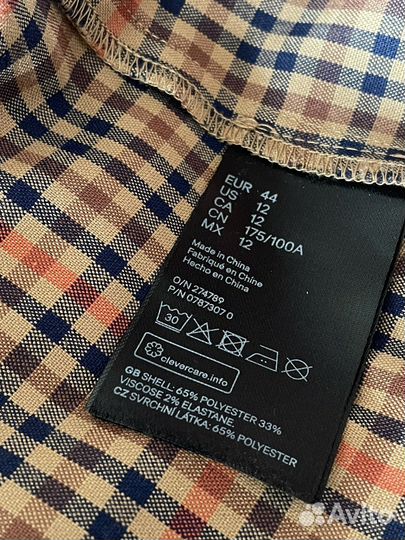 EUR 44
US 12
CA 12
CN 175/100A
MX 12
Made in China
Fabriqué en Chine
Hecho en China
O/N 274789
P/N 0787307 0
30
clevercare.info
GB SHELL: 65% POLYESTER 33%
VISCOSE 2% ELASTANE.
CZ SVRCHNÍ LÁTKA: 65% POLYESTER
Avito